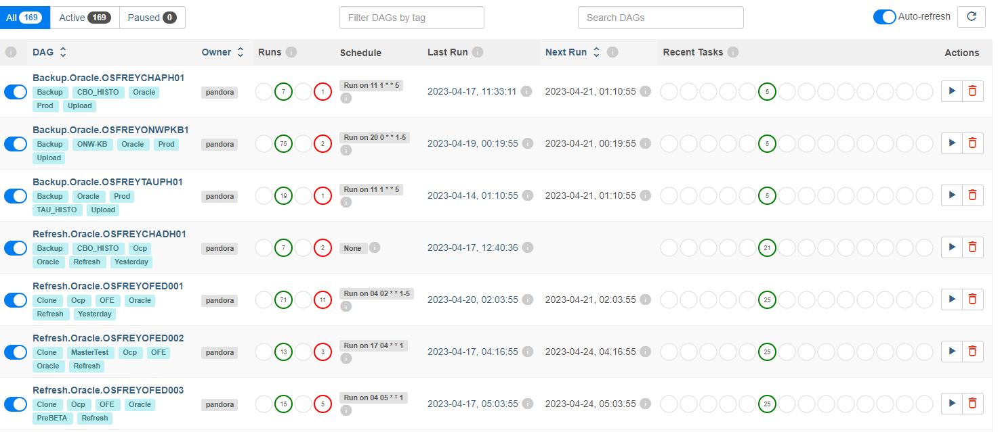 All 169 Active 169 Paused 0 Filter DAGs by tag Search DAGs Auto-refresh
i DAG Owner Runs i Schedule Last Run i Next Run i Recent Tasks i Actions
Backup.Oracle.OSFREYCHAPH01
Backup CBO_HISTO Oracle pandora 7 1 Run on 11 1 * * 5 i 2023-04-17, 11:33:11 i 2023-04-21, 01:10:55 i 5
Prod Upload
Backup.Oracle.OSFREYONWPKB1
Backup ONW-KB Oracle Prod pandora 75 2 Run on 20 0 * * 1-5 i 2023-04-19, 00:19:55 i 2023-04-21, 00:19:55 i 5
Upload
Backup.Oracle.OSFREYTAUPH01
Backup Oracle Prod pandora 19 1 Run on 11 1 * * 5 i 2023-04-14, 01:10:55 i 2023-04-21, 01:10:55 i 5
TAU_HISTO Upload
Refresh.Oracle.OSFREYCHADH01
Backup CBO_HISTO Ocp pandora 7 2 None i 2023-04-17, 12:40:36 i 21
Oracle Refresh Yesterday
Refresh.Oracle.OSFREYOFED001
Clone Ocp OFE Oracle pandora 71 11 Run on 04 02 * * 1-5 i 2023-04-20, 02:03:55 i 2023-04-21, 02:03:55 i 25
Refresh Yesterday
Refresh.Oracle.OSFREYOFED002
Clone MasterTest Ocp OFE pandora 13 3 Run on 17 04 * * 1 i 2023-04-17, 04:16:55 i 2023-04-24, 04:16:55 i 25
Oracle Refresh
Refresh.Oracle.OSFREYOFED003
Clone Ocp OFE Oracle pandora 15 5 Run on 04 05 * * 1 i 2023-04-17, 05:03:55 i 2023-04-24, 05:03:55 i 25
PreBETA Refresh